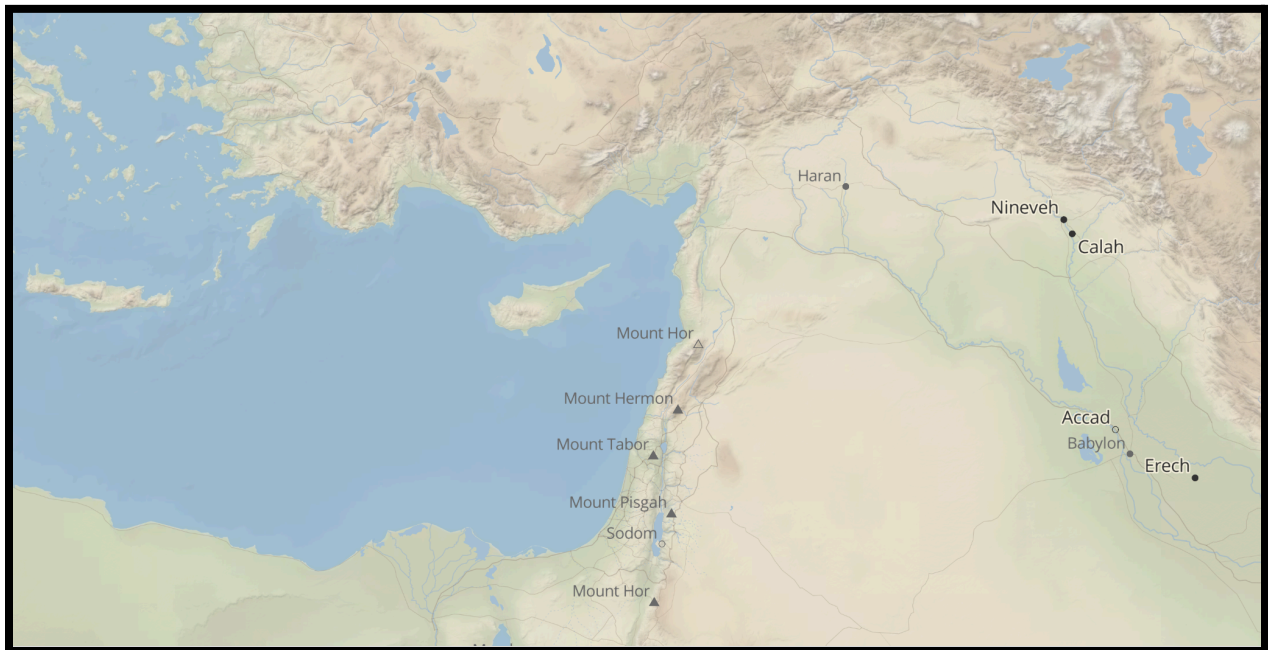 Haran
Nineveh
Calah
Mount Hor
Mount Hermon
Accad
Mount Tabor
Babylon
Erech
Mount Pisgah
Sodom
Mount Hor